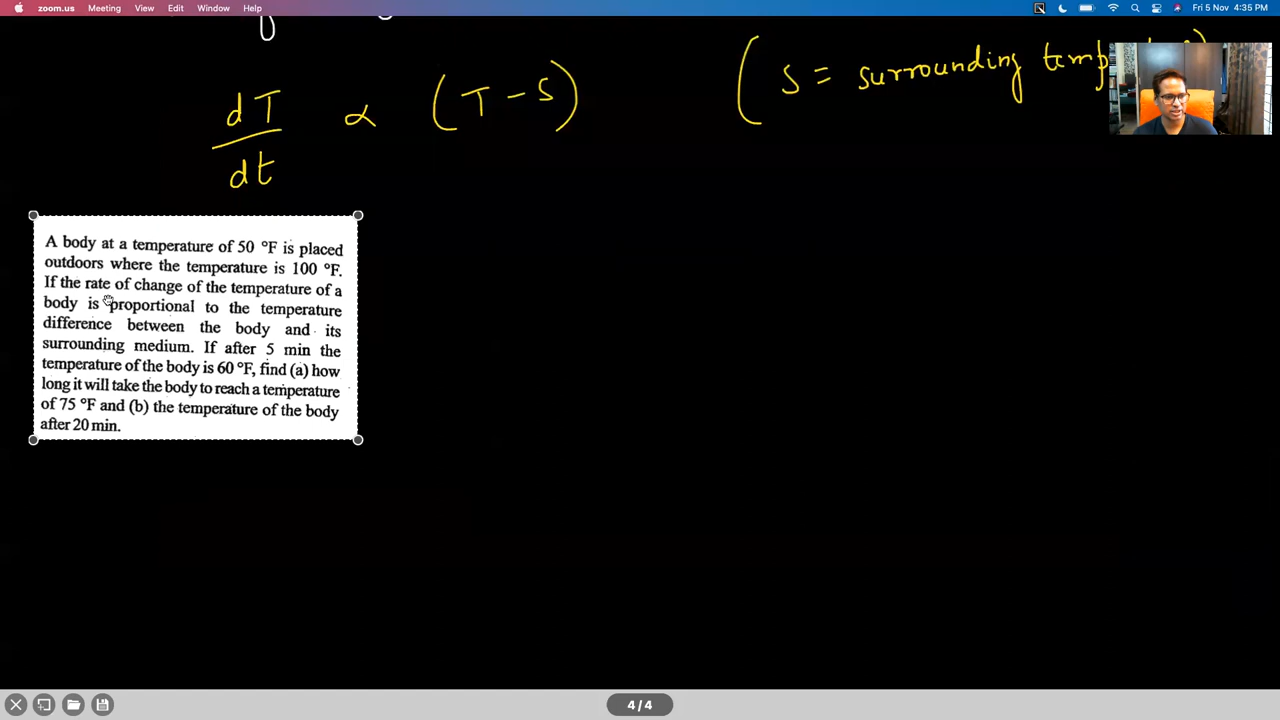 zoom.us Meeting View Edit Window Help Fri 5 Nov 4:35 PM
dT/dt ∝ (T - S) (S = surrounding
A body at a temperature of 50 °F is placed
outdoors where the temperature is 100 °F.
If the rate of change of the temperature of a
body is proportional to the temperature
difference between the body and its
surrounding medium. If after 5 min the
temperature of the body is 60 °F, find (a) how
long it will take the body to reach a temperature
of 75 °F and (b) the temperature of the body
after 20 min.
4/4